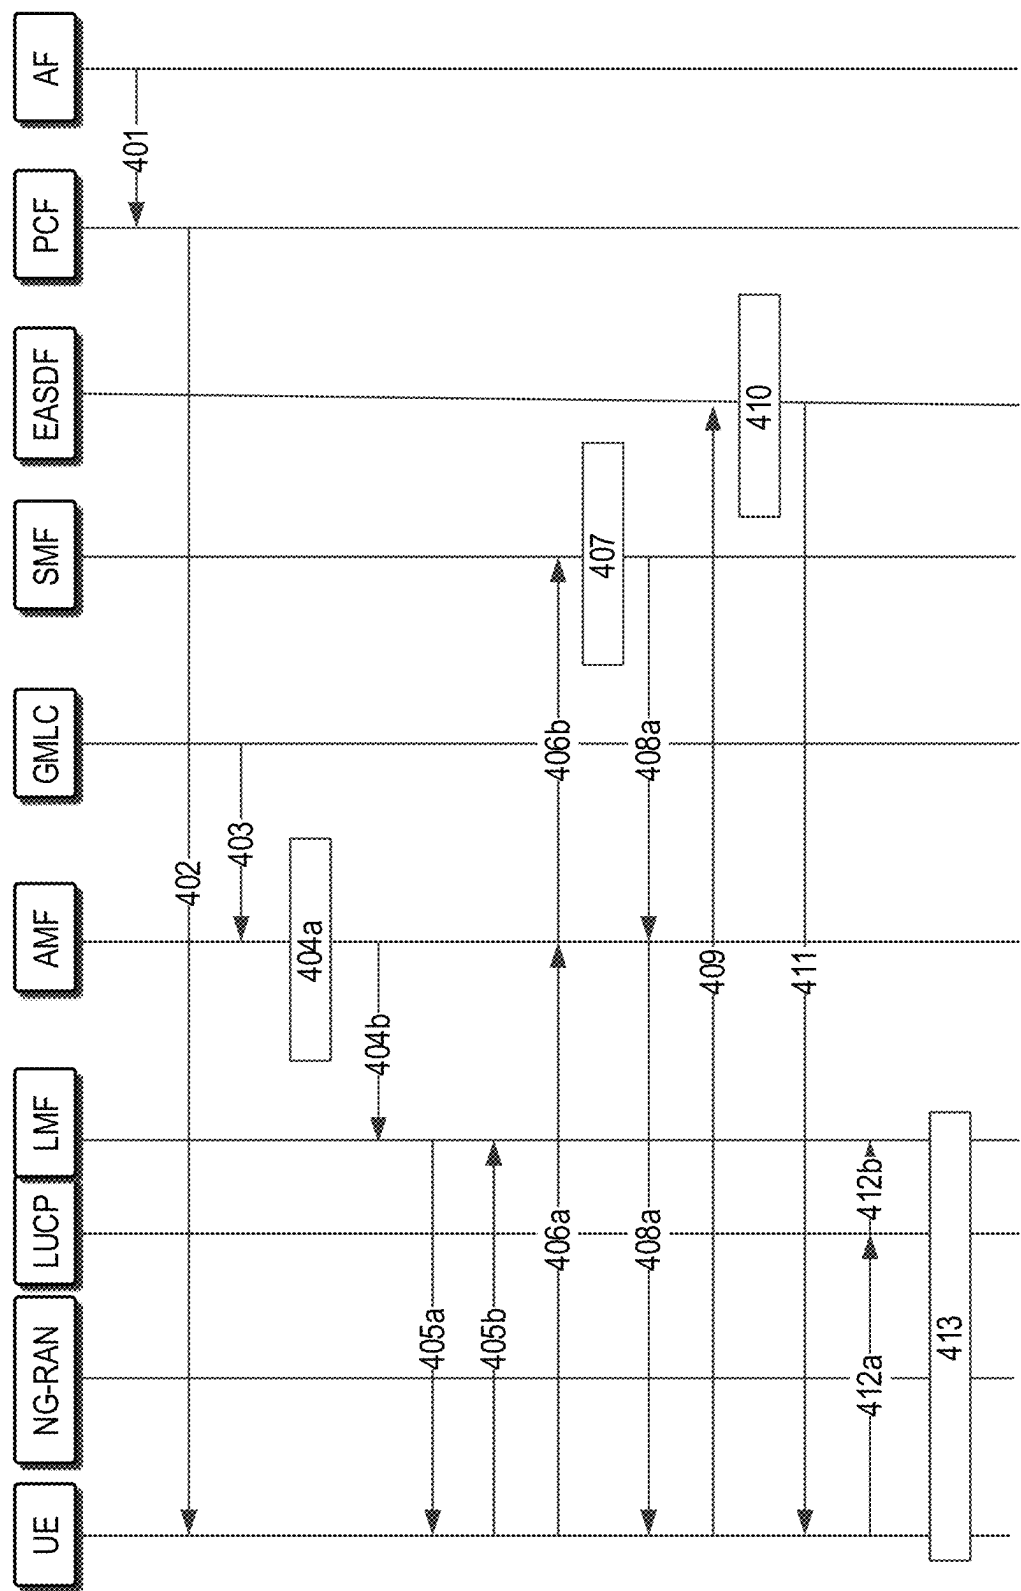 UE
NG-RAN
LUCP
LMF
AMF
GMLC
SMF
EASDF
PCF
AF
401
402
403
404a
404b
405a
405b
406a
406b
407
408a
408a
409
410
411
412a
412b
413